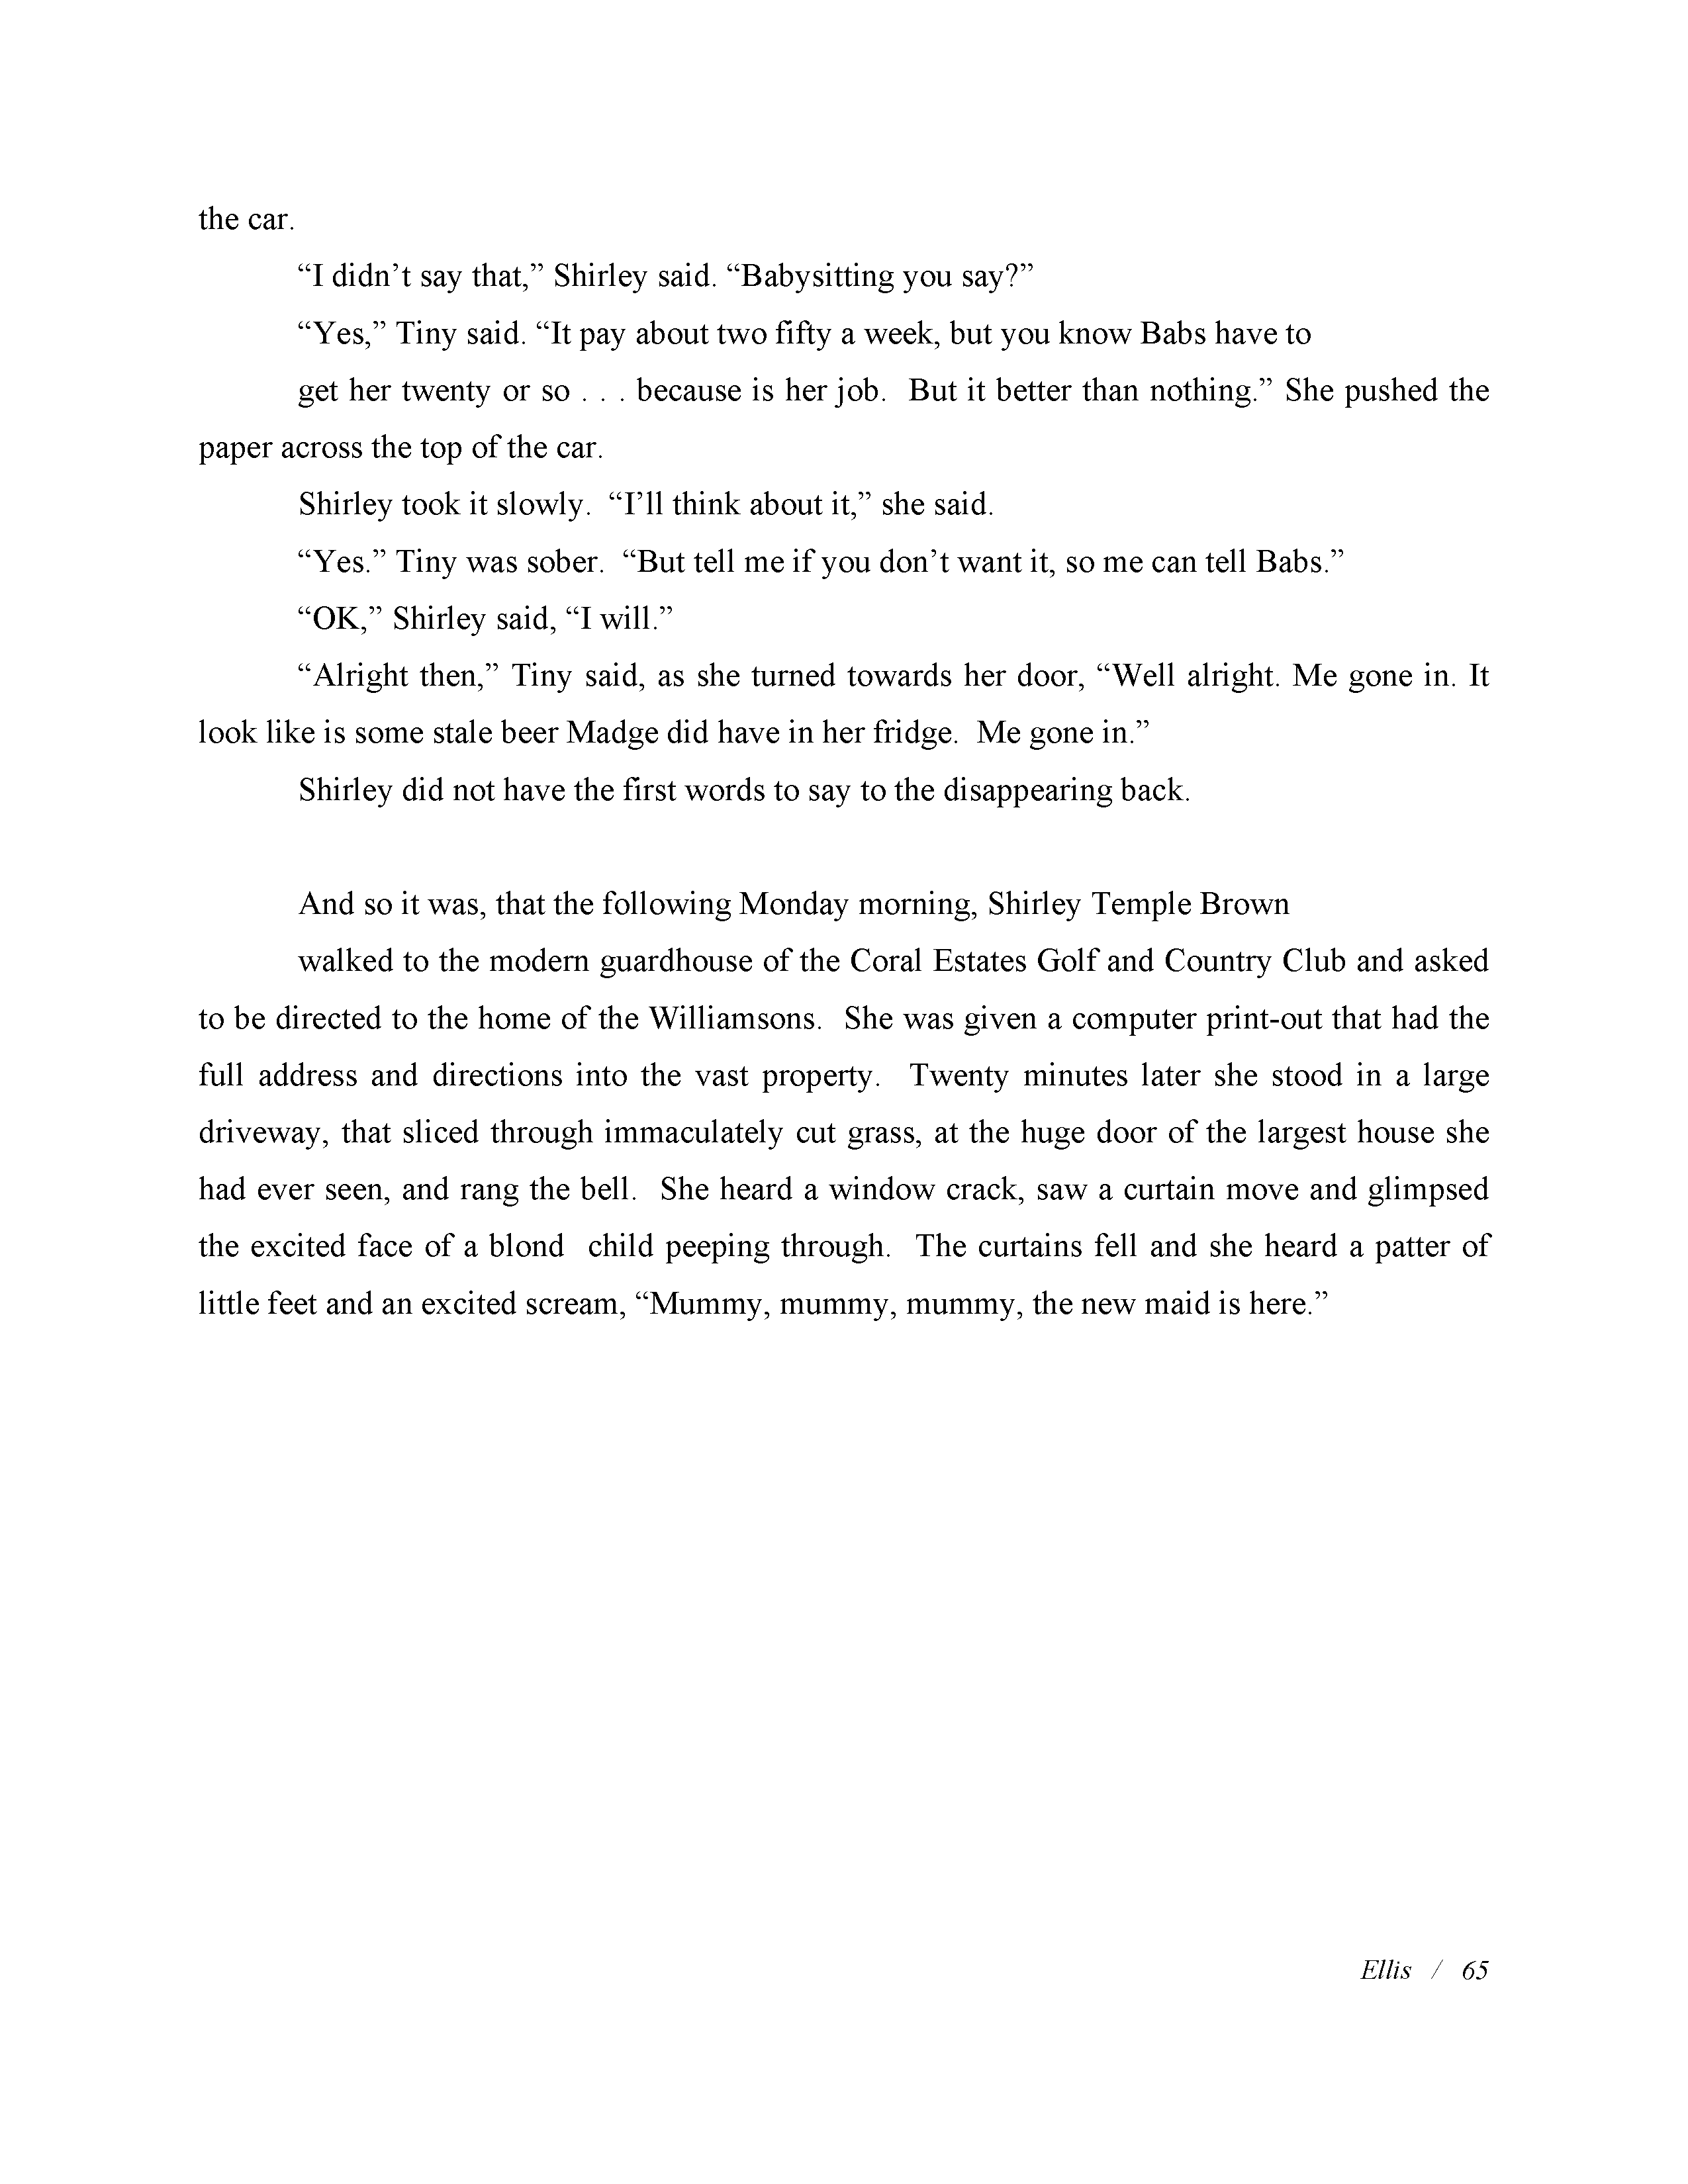 the car.
“I didn’t say that,” Shirley said. “Babysitting you say?”
“Yes,” Tiny said. “It pay about two fifty a week, but you know Babs have to
get her twenty or so . . . because is her job.  But it better than nothing.” She pushed the
paper across the top of the car.
Shirley took it slowly.  “I’ll think about it,” she said.
“Yes.” Tiny was sober.  “But tell me if you don’t want it, so me can tell Babs.”
“OK,” Shirley said, “I will.”
“Alright then,” Tiny said, as she turned towards her door, “Well alright. Me gone in. It
look like is some stale beer Madge did have in her fridge.  Me gone in.”
Shirley did not have the first words to say to the disappearing back.
And so it was, that the following Monday morning, Shirley Temple Brown
walked to the modern guardhouse of the Coral Estates Golf and Country Club and asked
to be directed to the home of the Williamsons.  She was given a computer print-out that had the
full address and directions into the vast property.  Twenty minutes later she stood in a large
driveway, that sliced through immaculately cut grass, at the huge door of the largest house she
had ever seen, and rang the bell.  She heard a window crack, saw a curtain move and glimpsed
the excited face of a blond  child peeping through.  The curtains fell and she heard a patter of
little feet and an excited scream, “Mummy, mummy, mummy, the new maid is here.”
Ellis  /  65